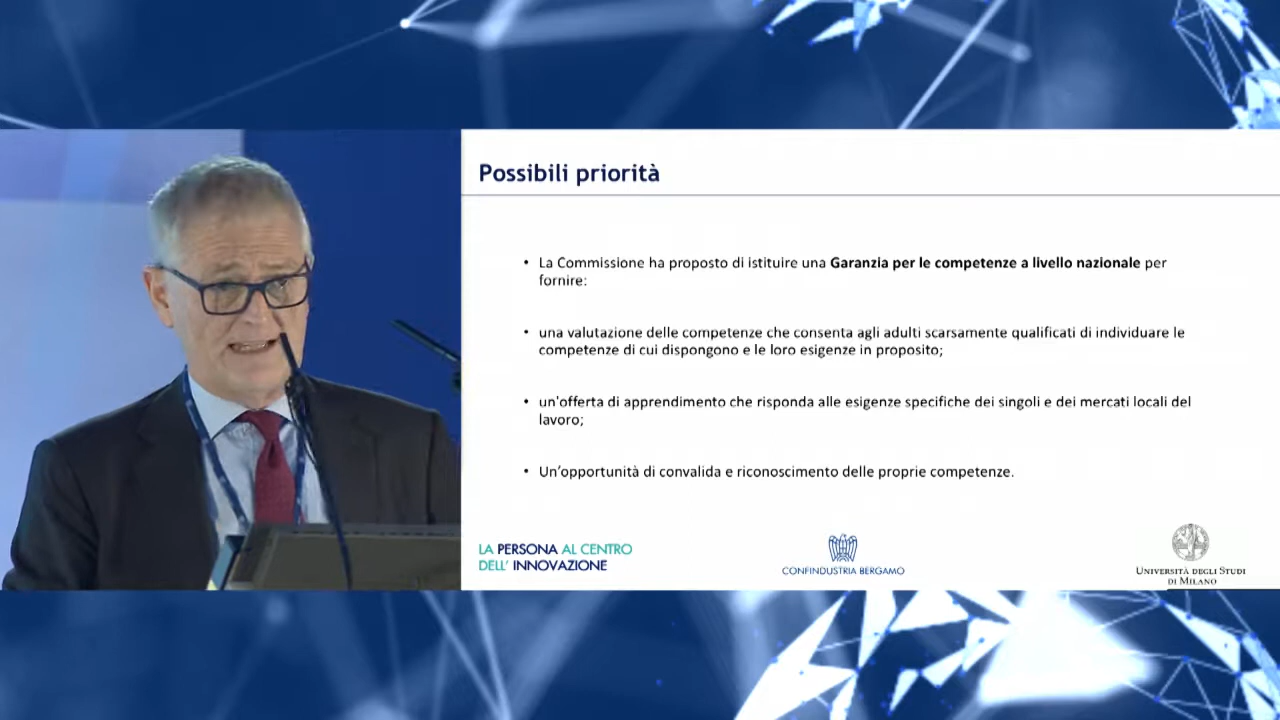 Possibili priorità
• La Commissione ha proposto di istituire una Garanzia per le competenze a livello nazionale per
fornire:
• una valutazione delle competenze che consenta agli adulti scarsamente qualificati di individuare le
competenze di cui dispongono e le loro esigenze in proposito;
• un'offerta di apprendimento che risponda alle esigenze specifiche dei singoli e dei mercati locali del
lavoro;
• Un’opportunità di convalida e riconoscimento delle proprie competenze.
LA PERSONA AL CENTRO
DELL' INNOVAZIONE
CONFINDUSTRIA BERGAMO
UNIVERSITÀ DEGLI STUDI
DI MILANO